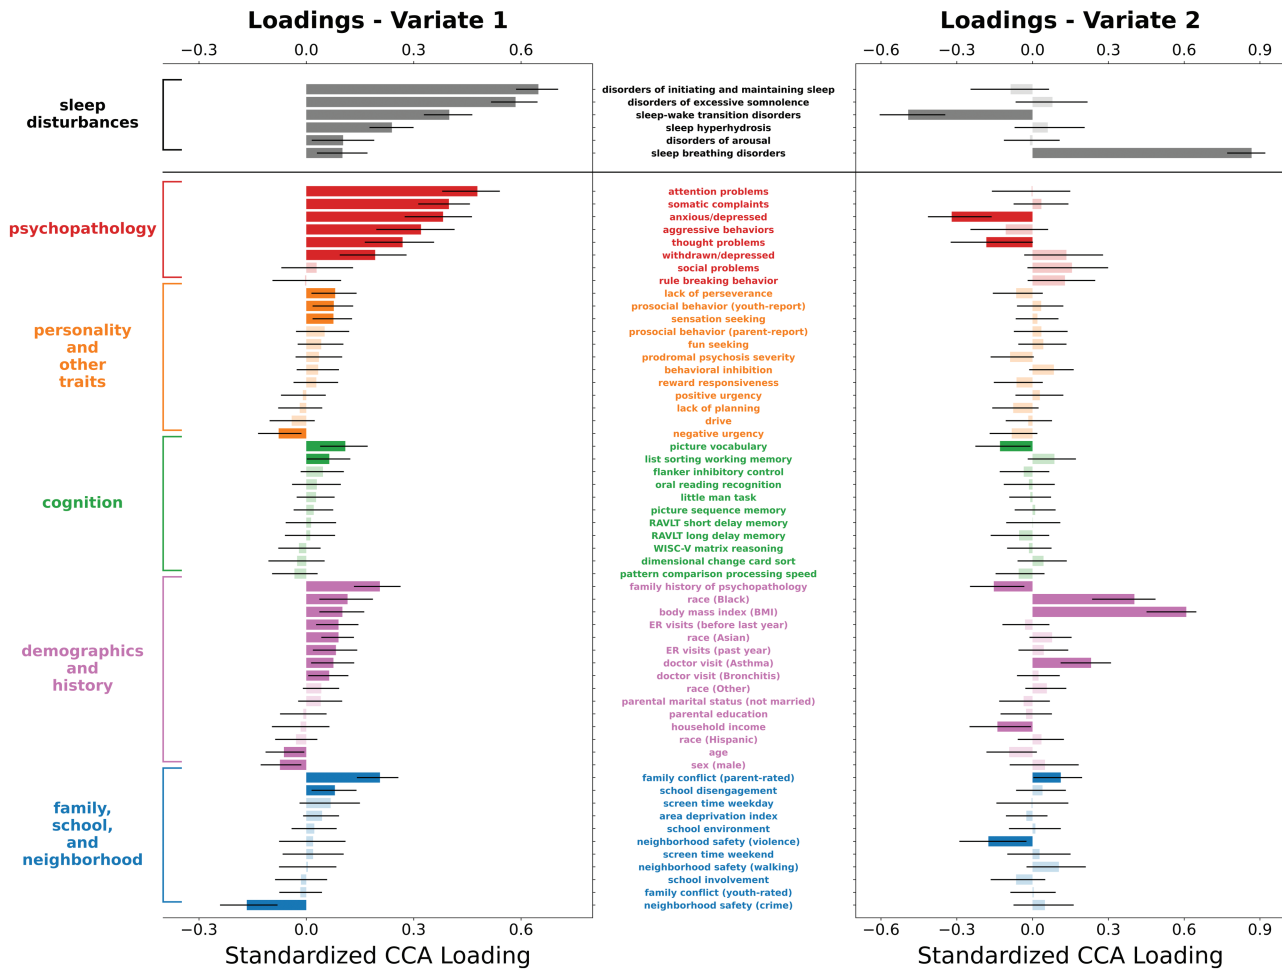 Loadings - Variate 1
Loadings - Variate 2
−0.3 0.0 0.3 0.6
−0.6 −0.3 0.0 0.3 0.6 0.9
sleep
disturbances
disorders of initiating and maintaining sleep
disorders of excessive somnolence
sleep-wake transition disorders
sleep hyperhydrosis
disorders of arousal
sleep breathing disorders
psychopathology
attention problems
somatic complaints
anxious/depressed
aggressive behaviors
thought problems
withdrawn/depressed
social problems
rule breaking behavior
personality
and
other
traits
lack of perseverance
prosocial behavior (youth-report)
sensation seeking
prosocial behavior (parent-report)
fun seeking
prodromal psychosis severity
behavioral inhibition
reward responsiveness
positive urgency
lack of planning
drive
negative urgency
cognition
picture vocabulary
list sorting working memory
flanker inhibitory control
oral reading recognition
little man task
picture sequence memory
RAVLT short delay memory
RAVLT long delay memory
WISC-V matrix reasoning
dimensional change card sort
pattern comparison processing speed
demographics
and
history
family history of psychopathology
race (Black)
body mass index (BMI)
ER visits (before last year)
race (Asian)
ER visits (past year)
doctor visit (Asthma)
doctor visit (Bronchitis)
race (Other)
parental marital status (not married)
parental education
household income
race (Hispanic)
age
sex (male)
family,
school,
and
neighborhood
family conflict (parent-rated)
school disengagement
screen time weekday
area deprivation index
school environment
neighborhood safety (violence)
screen time weekend
neighborhood safety (walking)
school involvement
family conflict (youth-rated)
neighborhood safety (crime)
−0.3 0.0 0.3 0.6
−0.6 −0.3 0.0 0.3 0.6 0.9
Standardized CCA Loading
Standardized CCA Loading